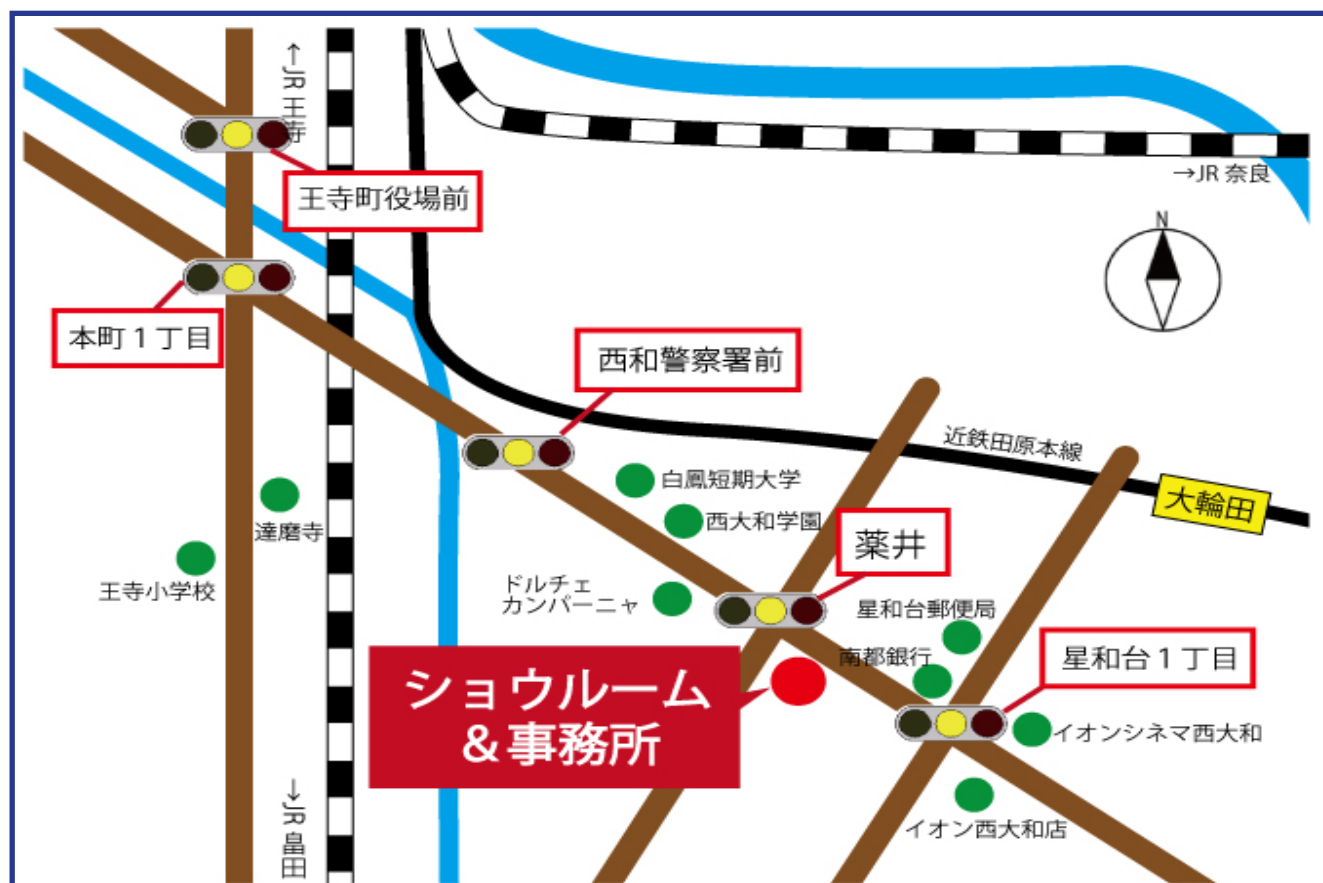 ←JR 王寺
王寺町役場前
→JR 奈良
N
本町1丁目
西和警察署前
近鉄田原本線
大輪田
白鳳短期大学
西大和学園
達磨寺
王寺小学校
薬井
ドルチェ
カンパーニャ
星和台郵便局
南都銀行
星和台1丁目
ショウルーム
&事務所
イオンシネマ西大和
イオン西大和店
→JR 畠田